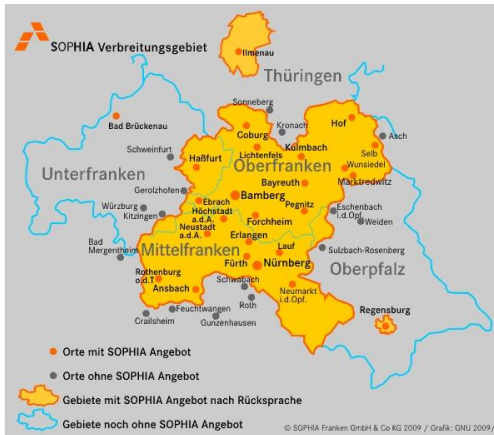 SOPHIA Verbreitungsgebiet
Ilmenau
Thüringen
Sonneberg
Bad Brückenau
Coburg
Kronach
Hof
Asch
Schweinfurt
Lichtenfels
Kulmbach
Selb
Haßfurt
Oberfranken
Wunsiedel
Unterfranken
Bayreuth
Marktredwitz
Gerolzhofen
Ebrach
Bamberg
Würzburg
Kitzingen
Höchstadt
a.d.A.
Pegnitz
Eschenbach
i.d.Opf.
Forchheim
Weiden
Neustadt
a.d.A.
Bad
Mergentheim
Mittelfranken
Erlangen
Lauf
Sulzbach-Rosenberg
Fürth
Nürnberg
Oberpfalz
Rothenburg
o.d.T
Ansbach
Schwabach
Neumarkt
i.d.Opf.
Roth
Regensburg
Feuchtwangen
Crailsheim
Gunzenhausen
Orte mit SOPHIA Angebot
Orte ohne SOPHIA Angebot
Gebiete mit SOPHIA Angebot nach Rücksprache
Gebiete noch ohne SOPHIA Angebot
© SOPHIA Franken GmbH & Co KG 2009 / Grafik: GNU 2009/